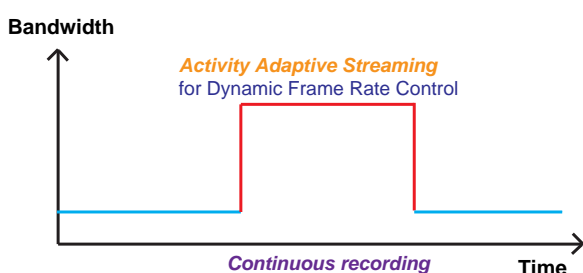 Bandwidth
Activity Adaptive Streaming
for Dynamic Frame Rate Control
Continuous recording
Time